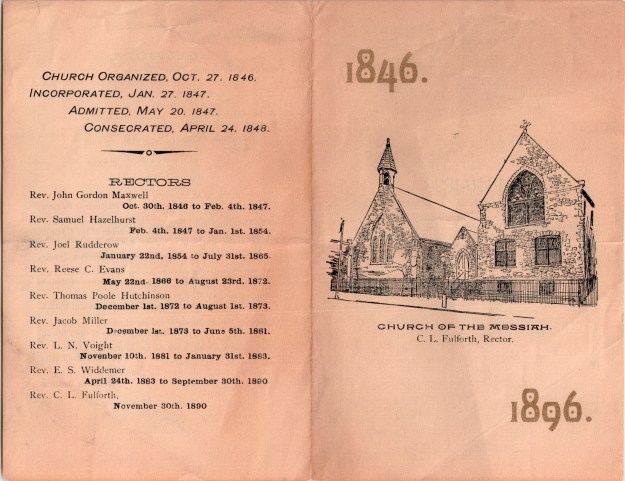 CHURCH ORGANIZED, OCT. 27. 1846.
INCORPORATED, JAN. 27. 1847.
ADMITTED, MAY 20. 1847.
CONSECRATED, APRIL 24. 1848.
RECTORS
Rev. John Gordon Maxwell
Oct. 30th. 1846 to Feb. 4th. 1847.
Rev. Samuel Hazelhurst
Feb. 4th. 1847 to Jan. 1st. 1854.
Rev. Joel Rudderow
January 22nd, 1854 to July 31st. 1865.
Rev. Reese C. Evans
May 22nd. 1866 to August 23rd. 1872.
Rev. Thomas Poole Hutchinson
December 1st. 1872 to August 1st. 1873.
Rev. Jacob Miller
December 1st. 1873 to June 5th. 1881.
Rev. L. N. Voight
November 10th. 1881 to January 31st. 1883.
Rev. E. S. Widdemer
April 24th. 1883 to September 30th. 1890
Rev. C. L. Fulforth,
November 30th. 1890
1846.
CHURCH OF THE MESSIAH.
C. L. Fulforth, Rector.
1896.